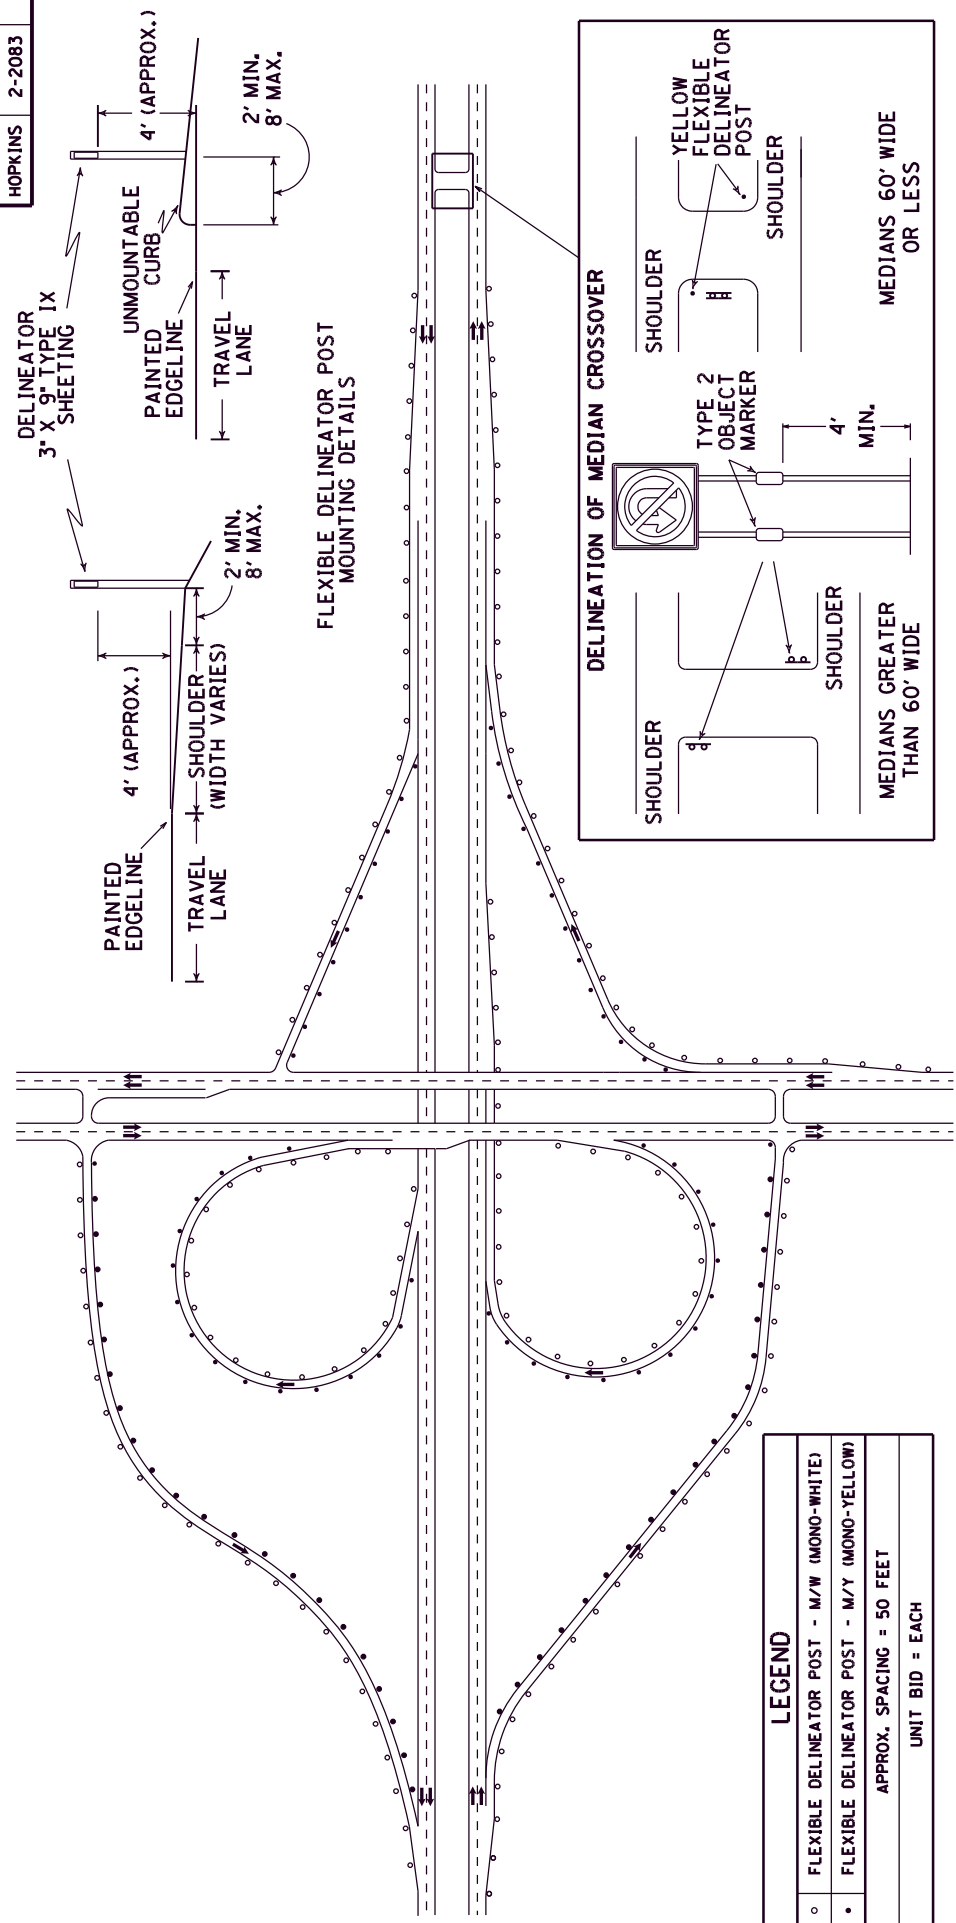 HOPKINS
2-2083
DELINEATOR
3" X 9" TYPE IX
SHEETING
4' (APPROX.)
PAINTED
EDGELINE
TRAVEL
LANE
SHOULDER
(WIDTH VARIES)
2' MIN.
8' MAX.
UNMOUNTABLE
CURB
PAINTED
EDGELINE
TRAVEL
LANE
4' (APPROX.)
2' MIN.
8' MAX.
FLEXIBLE DELINEATOR POST
MOUNTING DETAILS
DELINEATION OF MEDIAN CROSSOVER
SHOULDER
SHOULDER
MEDIANS GREATER
THAN 60' WIDE
TYPE 2
OBJECT
MARKER
4'
MIN.
SHOULDER
YELLOW
FLEXIBLE
DELINEATOR
POST
SHOULDER
MEDIANS 60' WIDE
OR LESS
LEGEND
FLEXIBLE DELINEATOR POST - M/W (MONO-WHITE)
FLEXIBLE DELINEATOR POST - M/Y (MONO-YELLOW)
APPROX. SPACING = 50 FEET
UNIT BID = EACH